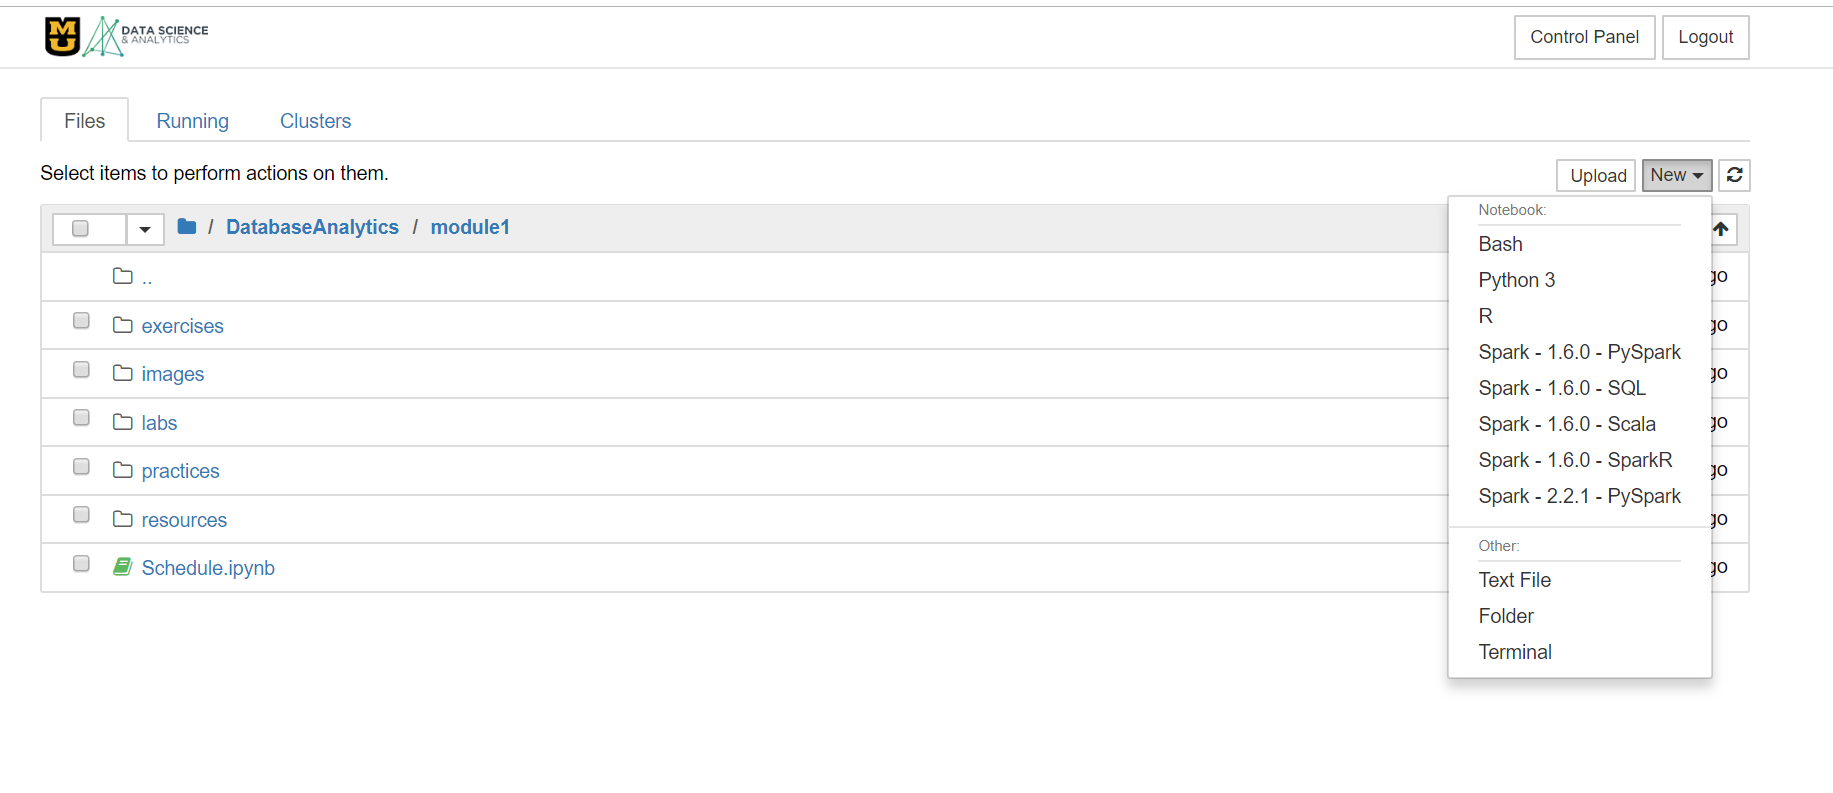 MU DATA SCIENCE
& ANALYTICS
Control Panel Logout
Files Running Clusters
Select items to perform actions on them.
Upload New
/ DatabaseAnalytics / module1
..
exercises
images
labs
practices
resources
Schedule.ipynb
Notebook:
Bash
Python 3
R
Spark - 1.6.0 - PySpark
Spark - 1.6.0 - SQL
Spark - 1.6.0 - Scala
Spark - 1.6.0 - SparkR
Spark - 2.2.1 - PySpark
Other:
Text File
Folder
Terminal
go
go
go
go
go
go
go